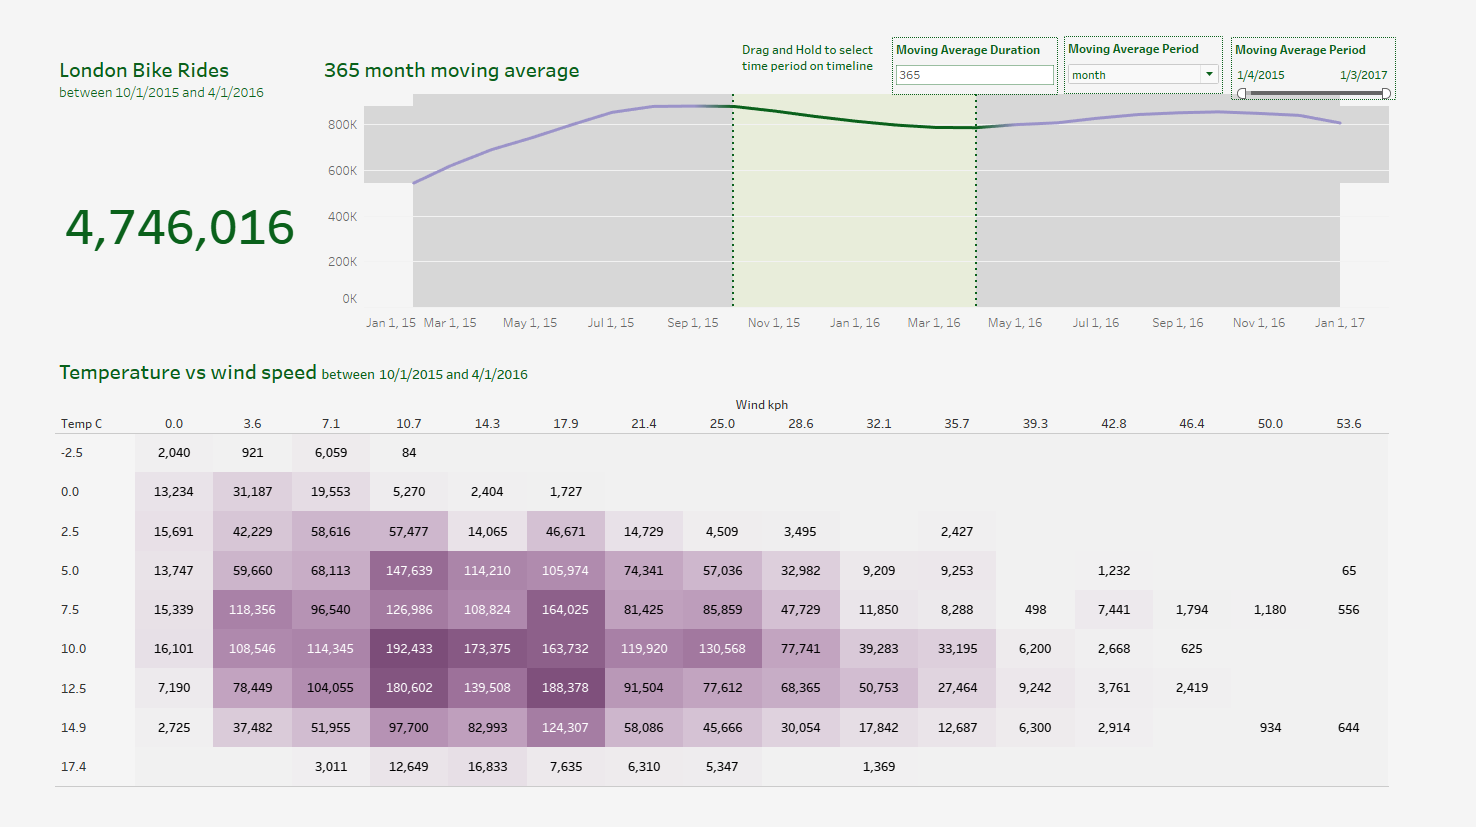 London Bike Rides
between 10/1/2015 and 4/1/2016
4,746,016
365 month moving average
Drag and Hold to select
time period on timeline
Moving Average Duration
365
Moving Average Period
month
Moving Average Period
1/4/2015 1/3/2017
800K
600K
400K
200K
0K
Jan 1, 15 Mar 1, 15 May 1, 15 Jul 1, 15 Sep 1, 15 Nov 1, 15 Jan 1, 16 Mar 1, 16 May 1, 16 Jul 1, 16 Sep 1, 16 Nov 1, 16 Jan 1, 17
Temperature vs wind speed between 10/1/2015 and 4/1/2016
Wind kph
Temp C 0.0 3.6 7.1 10.7 14.3 17.9 21.4 25.0 28.6 32.1 35.7 39.3 42.8 46.4 50.0 53.6
-2.5 2,040 921 6,059 84
0.0 13,234 31,187 19,553 5,270 2,404 1,727
2.5 15,691 42,229 58,616 57,477 14,065 46,671 14,729 4,509 3,495 2,427
5.0 13,747 59,660 68,113 147,639 114,210 105,974 74,341 57,036 32,982 9,209 9,253 1,232 65
7.5 15,339 118,356 96,540 126,986 108,824 164,025 81,425 85,859 47,729 11,850 8,288 498 7,441 1,794 1,180 556
10.0 16,101 108,546 114,345 192,433 173,375 163,732 119,920 130,568 77,741 39,283 33,195 6,200 2,668 625
12.5 7,190 78,449 104,055 180,602 139,508 188,378 91,504 77,612 68,365 50,753 27,464 9,242 3,761 2,419
14.9 2,725 37,482 51,955 97,700 82,993 124,307 58,086 45,666 30,054 17,842 12,687 6,300 2,914 934 644
17.4 3,011 12,649 16,833 7,635 6,310 5,347 1,369